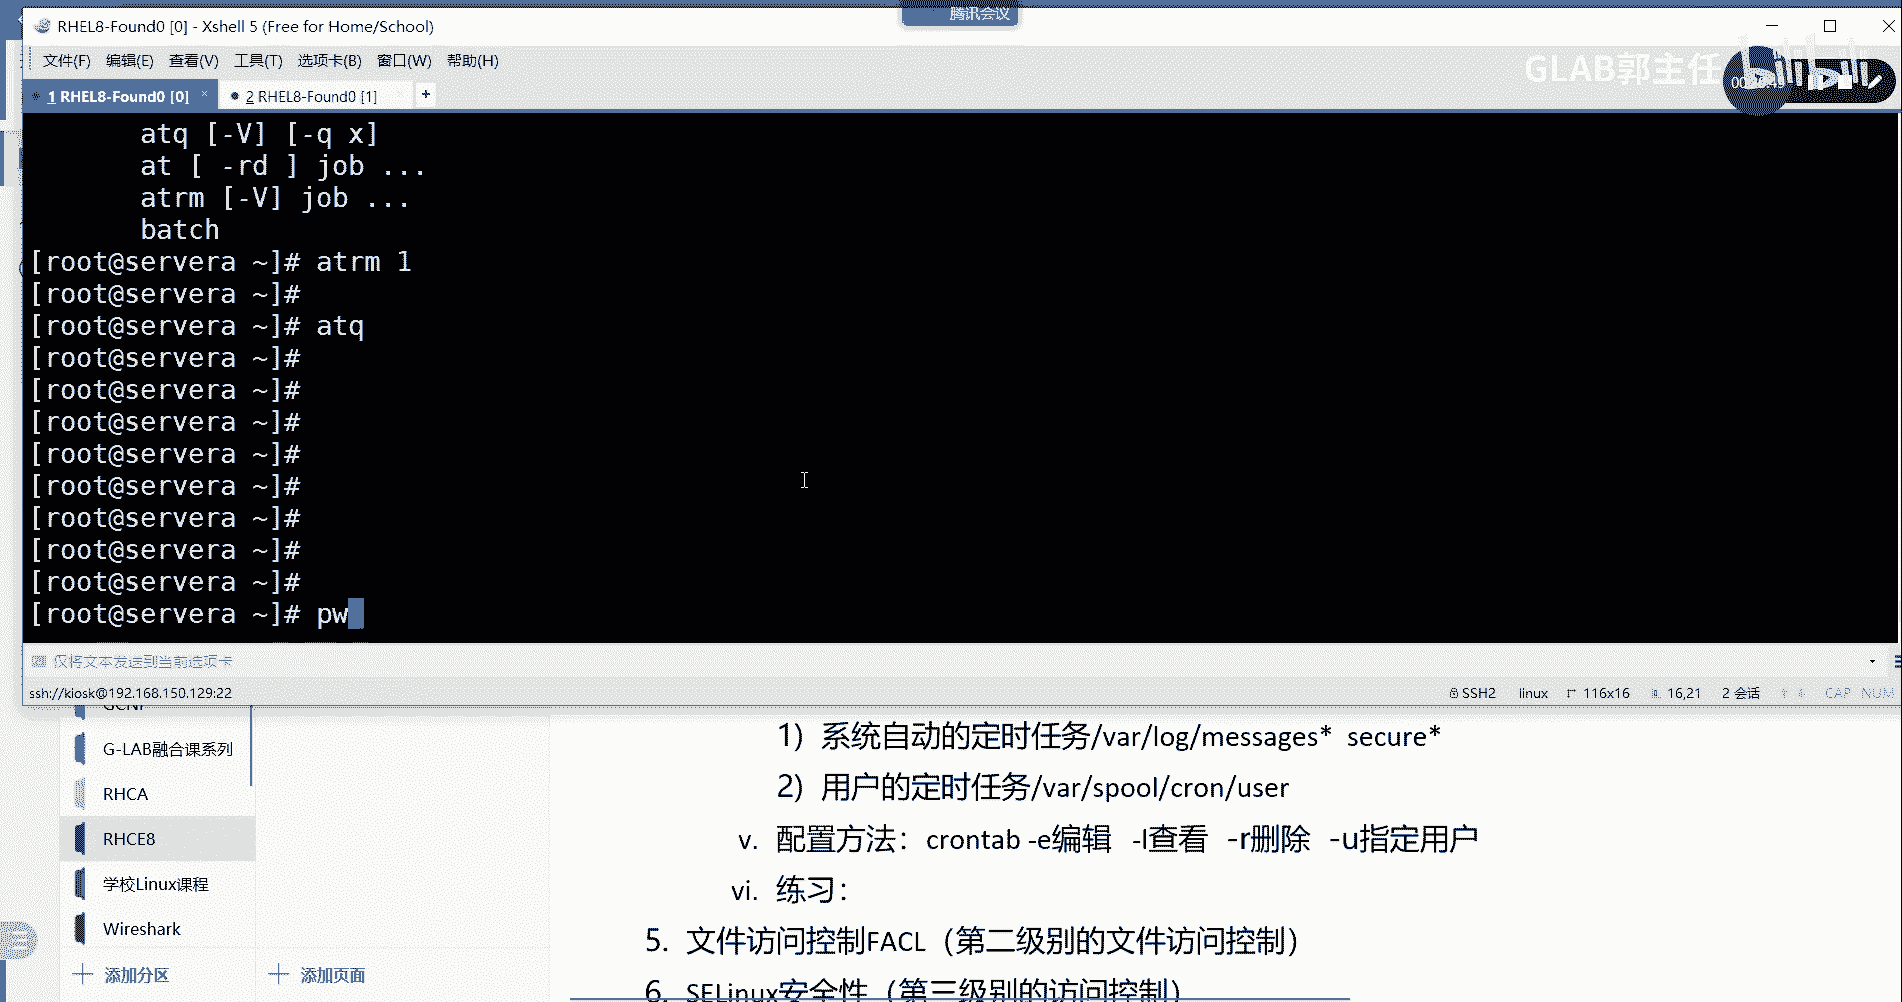 腾讯会议
RHEL8-Found0 [0] - Xshell 5 (Free for Home/School)
文件(F) 编辑(E) 查看(V) 工具(T) 选项卡(B) 窗口(W) 帮助(H)
GLAB郭主任
bilibili
1 RHEL8-Found0 [0] × 2 RHEL8-Found0 [1] +
atq [-V] [-q x]
at [ -rd ] job ...
atrm [-V] job ...
batch
[root@servera ~]# atrm 1
[root@servera ~]#
[root@servera ~]# atq
[root@servera ~]#
[root@servera ~]#
[root@servera ~]#
[root@servera ~]#
[root@servera ~]#
[root@servera ~]#
[root@servera ~]#
[root@servera ~]#
[root@servera ~]# pw
仅将文本发送到当前选项卡
ssh://kiosk@192.168.150.129:22 SSH2 linux 116x16 16,21 2 会话 CAP NUM
G-LAB融合课系列
RHCA
RHCE8
学校Linux课程
Wireshark
添加分区 添加页面
1) 系统自动的定时任务/var/log/messages* secure*
2) 用户的定时任务/var/spool/cron/user
v. 配置方法：crontab -e编辑 -l查看 -r删除 -u指定用户
vi. 练习：
5. 文件访问控制FACL（第二级别的文件访问控制）
6. SELinux安全性（第三级别的访问控制）